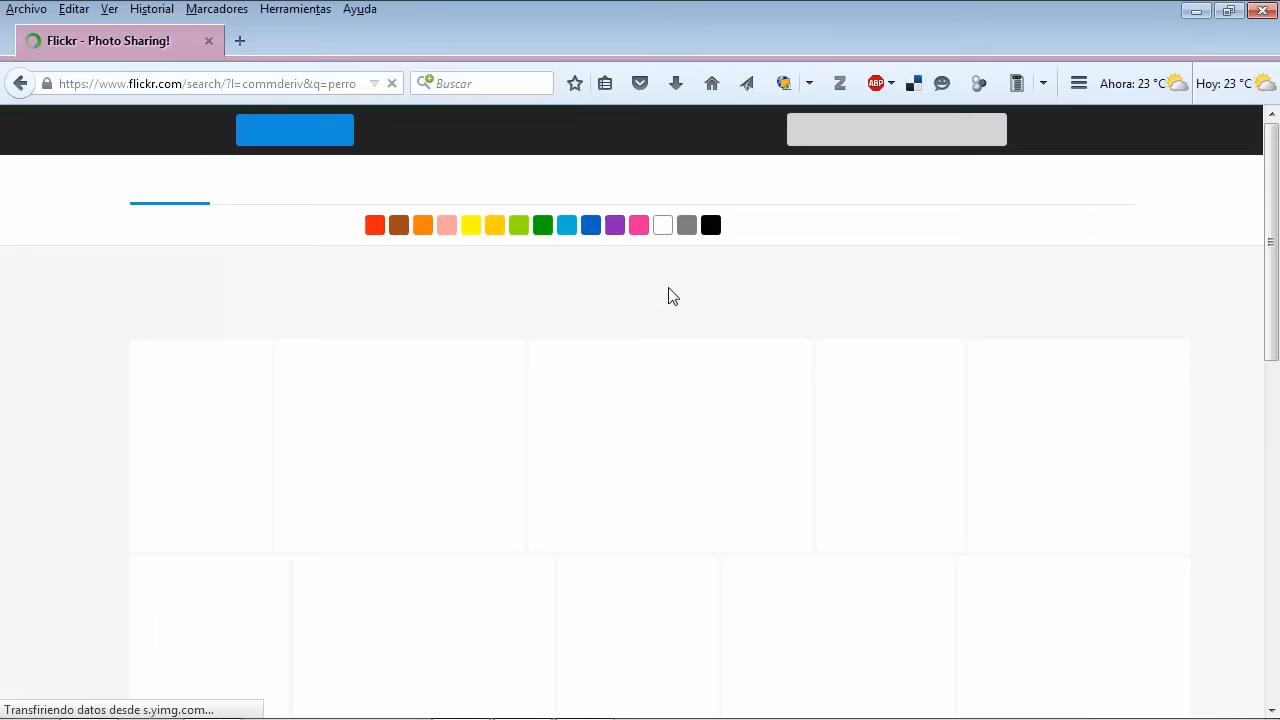 Archivo Editar Ver Historial Marcadores Herramientas Ayuda
Flickr - Photo Sharing!
https://www.flickr.com/search/?l=commderiv&q=perro
Buscar
Z
ABP
Ahora: 23 °C
Hoy: 23 °C
Transfiriendo datos desde s.yimg.com...